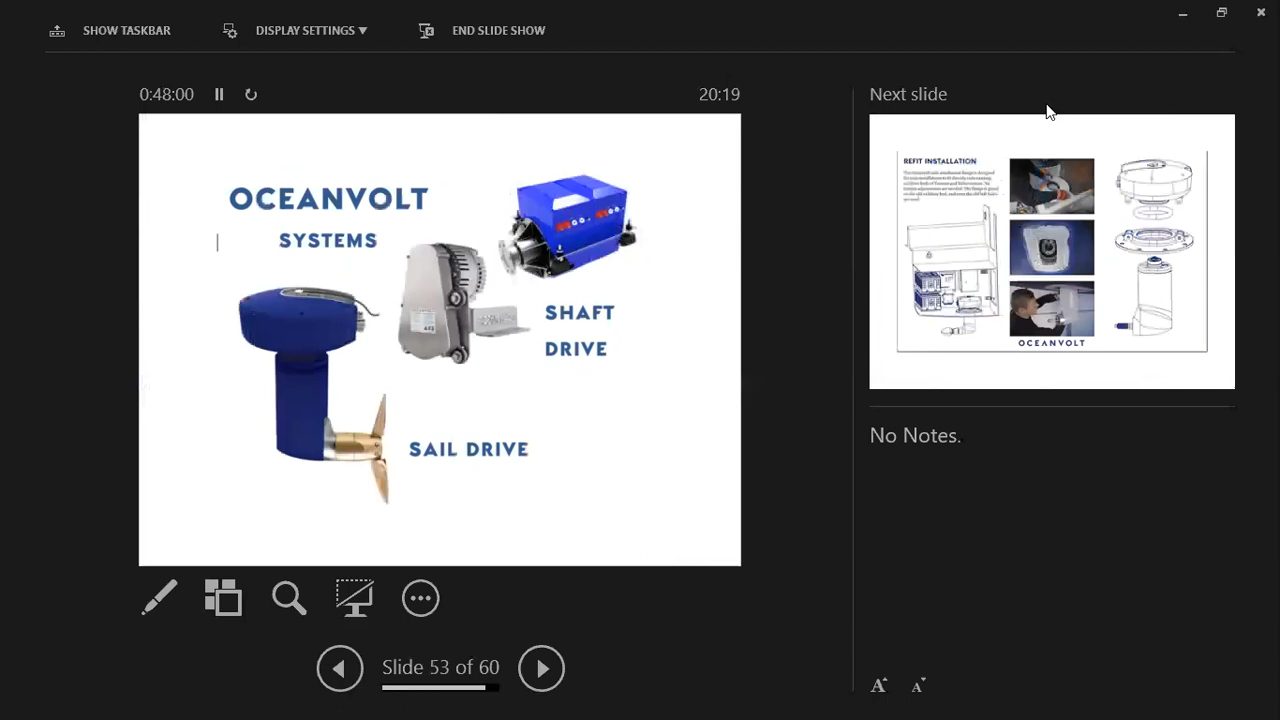 SHOW TASKBAR
DISPLAY SETTINGS ▼
END SLIDE SHOW
0:48:00
20:19
OCEANVOLT
SYSTEMS
SHAFT
DRIVE
SAIL DRIVE
Next slide
REFIT INSTALLATION
OCEANVOLT
No Notes.
Slide 53 of 60
A A